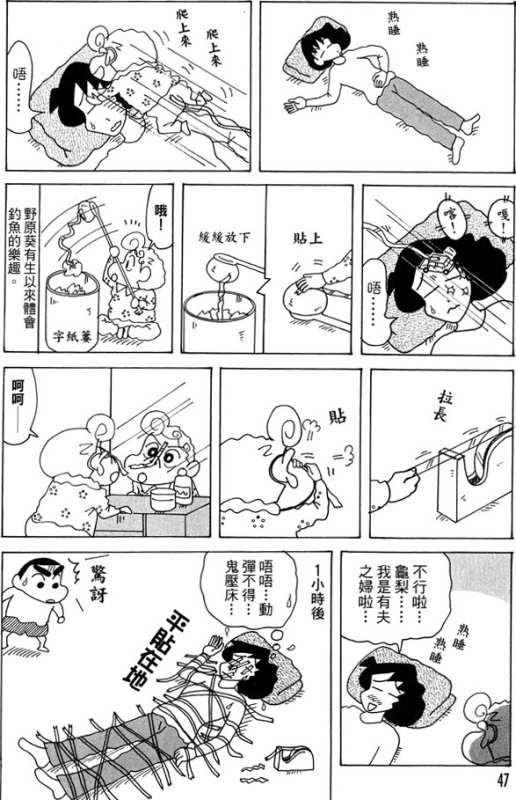 熟睡
熟睡
爬上來
爬上來
唔……
嘎！
唔……
貼上
緩緩放下
哦！
字紙簍
野原葵有生以來體會
釣魚的樂趣。
拉長
貼
呵呵——
不行啦…
龜梨……
我是有夫
之婦啦…
熟睡
熟睡
1小時後
唔唔…動
彈不得…
鬼壓床…
平貼在地
驚訝
47